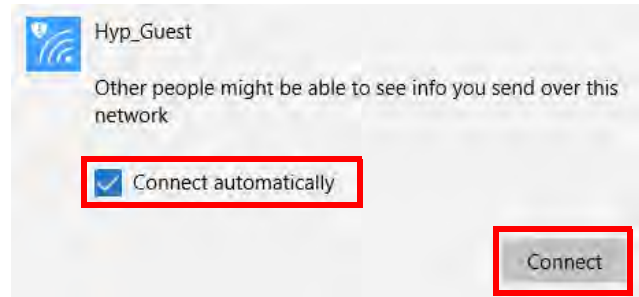 Hyp_Guest
Other people might be able to see info you send over this
network
Connect automatically
Connect